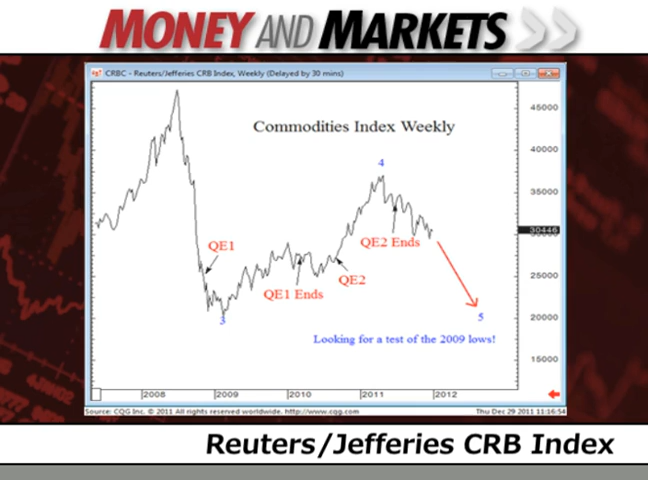 MONEY AND MARKETS
CRBC - Reuters/Jefferies CRB Index, Weekly (Delayed by 30 mins)
Commodities Index Weekly
45000
40000
35000
30446
25000
20000
15000
4
QE1
QE2 Ends
QE2
QE1 Ends
3
5
Looking for a test of the 2009 lows!
2008
2009
2010
2011
2012
Source: CQG Inc. © 2011 All rights reserved worldwide. http://www.cqg.com
Thu Dec 29 2011 11:16:54
Reuters/Jefferies CRB Index